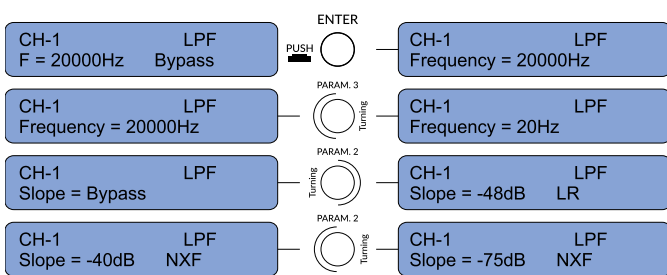 ENTER
CH-1 LPF
F = 20000Hz Bypass
PUSH
CH-1 LPF
Frequency = 20000Hz
CH-1 LPF
Frequency = 20000Hz
PARAM. 3
Turning
CH-1 LPF
Frequency = 20Hz
CH-1 LPF
Slope = Bypass
PARAM. 2
Turning
CH-1 LPF
Slope = -48dB LR
CH-1 LPF
Slope = -40dB NXF
PARAM. 2
Turning
CH-1 LPF
Slope = -75dB NXF